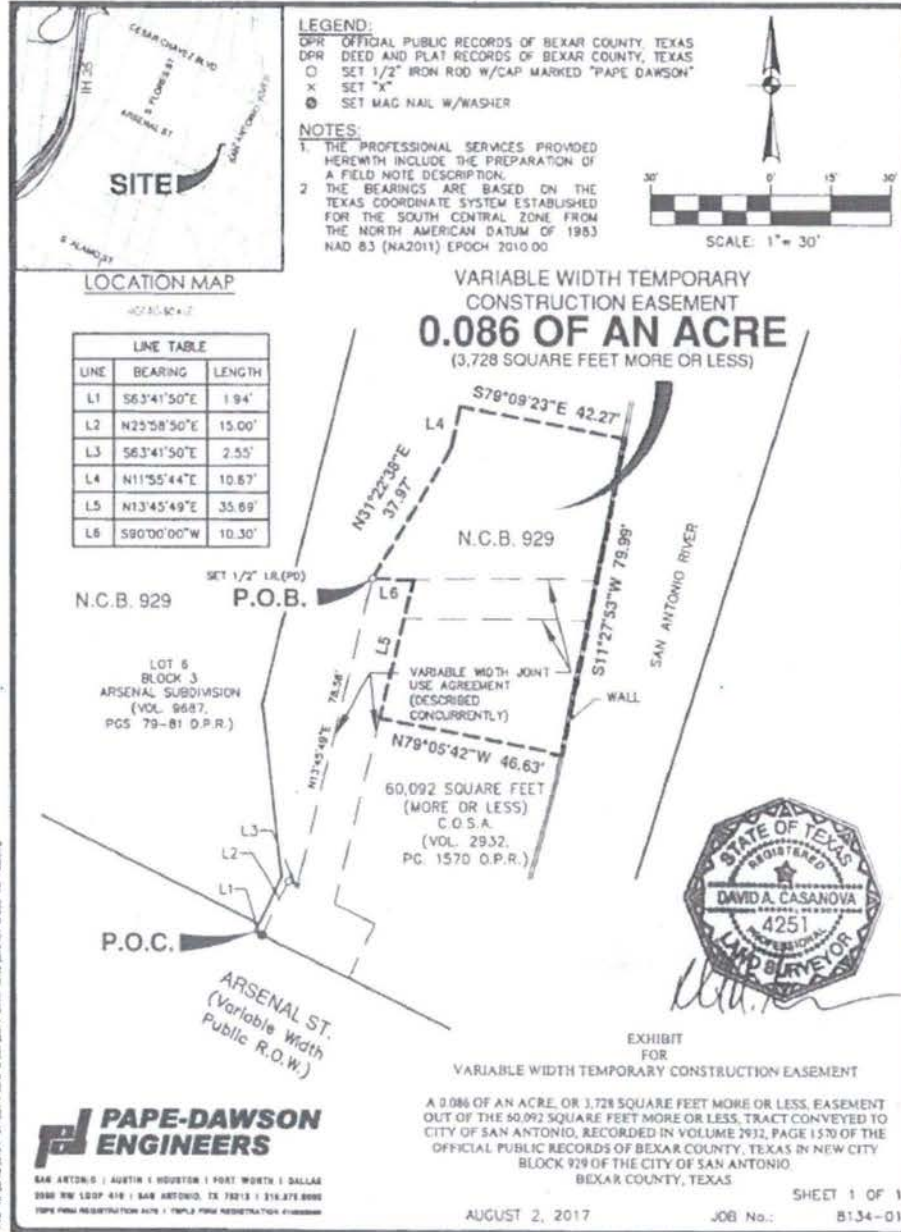 CESAR CHAVEZ BLVD
IH 35
S FLORES ST
ARSENAL ST
SAN ANTONIO RIVER
SITE
S ALAMO ST
LOCATION MAP
LEGEND:
OPR OFFICIAL PUBLIC RECORDS OF BEXAR COUNTY, TEXAS
DPR DEED AND PLAT RECORDS OF BEXAR COUNTY, TEXAS
SET 1/2" IRON ROD W/CAP MARKED "PAPE DAWSON"
SET "X"
SET MAG NAIL W/WASHER
NOTES:
1. THE PROFESSIONAL SERVICES PROVIDED
HEREWITH INCLUDE THE PREPARATION OF
A FIELD NOTE DESCRIPTION.
2 THE BEARINGS ARE BASED ON THE
TEXAS COORDINATE SYSTEM ESTABLISHED
FOR THE SOUTH CENTRAL ZONE FROM
THE NORTH AMERICAN DATUM OF 1983
NAD 83 (NA2011) EPOCH 2010.00
30' 0' 15' 30'
SCALE: 1"= 30'
VARIABLE WIDTH TEMPORARY
CONSTRUCTION EASEMENT
0.086 OF AN ACRE
(3,728 SQUARE FEET MORE OR LESS)
LINE TABLE
LINE BEARING LENGTH
L1 S63°41'50"E 1.94'
L2 N25°58'50"E 15.00'
L3 S63°41'50"E 2.55'
L4 N11°55'44"E 10.67'
L5 N13°45'49"E 35.69'
L6 S90°00'00"W 10.30'
S79°09'23"E 42.27'
L4
N31°22'38"E
37.97'
N.C.B. 929
SET 1/2" I.R.(PD)
P.O.B.
N.C.B. 929
L6
L5
S11°27'53"W 79.99'
SAN ANTONIO RIVER
LOT 6
BLOCK 3
ARSENAL SUBDIVISION
(VOL. 9687,
PGS 79-81 D.P.R.)
N13°45'49"E 78.58'
VARIABLE WIDTH JOINT
USE AGREEMENT
(DESCRIBED
CONCURRENTLY)
WALL
N79°05'42"W 46.63'
60,092 SQUARE FEET
(MORE OR LESS)
C.O.S.A.
(VOL. 2932,
PG. 1570 O.P.R.)
L3
L2
L1
P.O.C.
ARSENAL ST.
(Variable Width
Public R.O.W.)
STATE OF TEXAS
REGISTERED
DAVID A. CASANOVA
4251
PROFESSIONAL
LAND SURVEYOR
EXHIBIT
FOR
VARIABLE WIDTH TEMPORARY CONSTRUCTION EASEMENT
A 0.086 OF AN ACRE, OR 3,728 SQUARE FEET MORE OR LESS, EASEMENT
OUT OF THE 60,092 SQUARE FEET MORE OR LESS, TRACT CONVEYED TO
CITY OF SAN ANTONIO, RECORDED IN VOLUME 2932, PAGE 1570 OF THE
OFFICIAL PUBLIC RECORDS OF BEXAR COUNTY, TEXAS IN NEW CITY
BLOCK 929 OF THE CITY OF SAN ANTONIO,
BEXAR COUNTY, TEXAS
PAPE-DAWSON
ENGINEERS
SAN ANTONIO | AUSTIN | HOUSTON | FORT WORTH | DALLAS
2000 NW LOOP 410 | SAN ANTONIO, TX 78213 | 210.375.9000
SHEET 1 OF 1
AUGUST 2, 2017 JOB No.: 8134-01